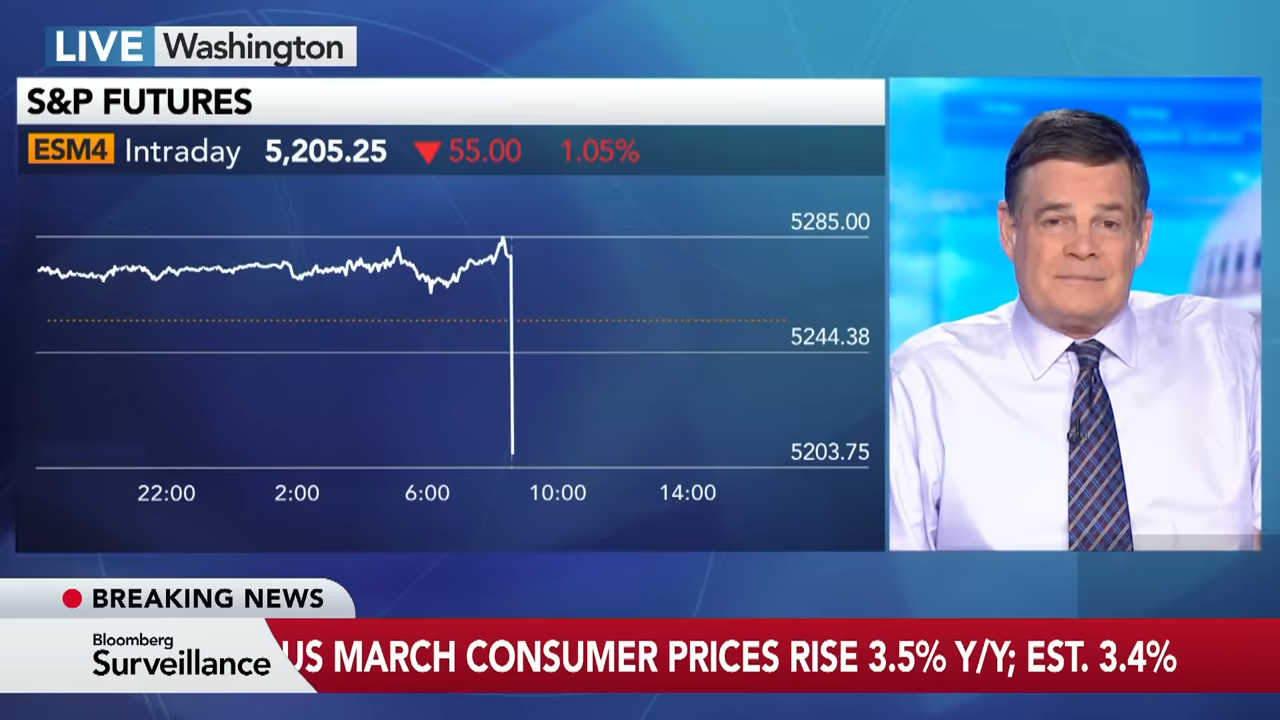 LIVE Washington
S&P FUTURES
ESM4 Intraday 5,205.25 ▼ 55.00 1.05%
5285.00
5244.38
5203.75
22:00 2:00 6:00 10:00 14:00
BREAKING NEWS
Bloomberg
Surveillance
US MARCH CONSUMER PRICES RISE 3.5% Y/Y; EST. 3.4%